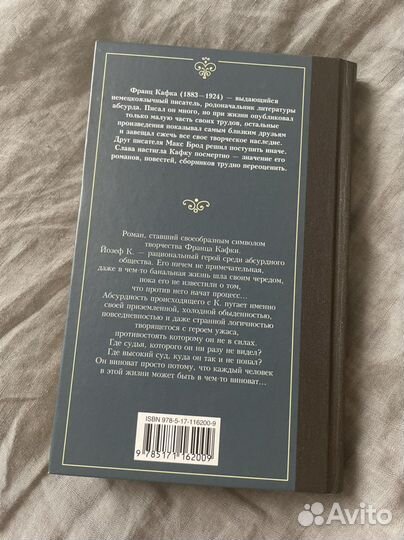 Франц Кафка (1883—1924) — выдающийся
немецкоязычный писатель, родоначальник литературы
абсурда. Писал он много, но при жизни опубликовал
только малую часть своих трудов, остальные
произведения показывал самым близким друзьям
и завещал сжечь все свое творческое наследие.
Друг писателя Макс Брод решил поступить иначе.
Слава настигла Кафку посмертно — значение его
романов, повестей, сборников трудно переоценить.
Роман, ставший своеобразным символом
творчества Франца Кафки.
Йозеф К. — рациональный герой среди абсурдного
общества. Его ничем не примечательная,
даже в чем-то банальная жизнь шла своим чередом,
пока его не известили о том,
что против него начат процесс...
Абсурдность происходящего с К. пугает именно
своей приземленной, холодной обыденностью,
повседневностью и даже странной логичностью
творящегося с героем ужаса,
противостоять которому он не в силах.
Где судья, которого он ни разу не видел?
Где высокий суд, куда он так и не попал?
Он виноват просто потому, что каждый человек
в этой жизни может быть в чем-то виноват...
ISBN 978-5-17-116200-9
9 785171 162009
Avito